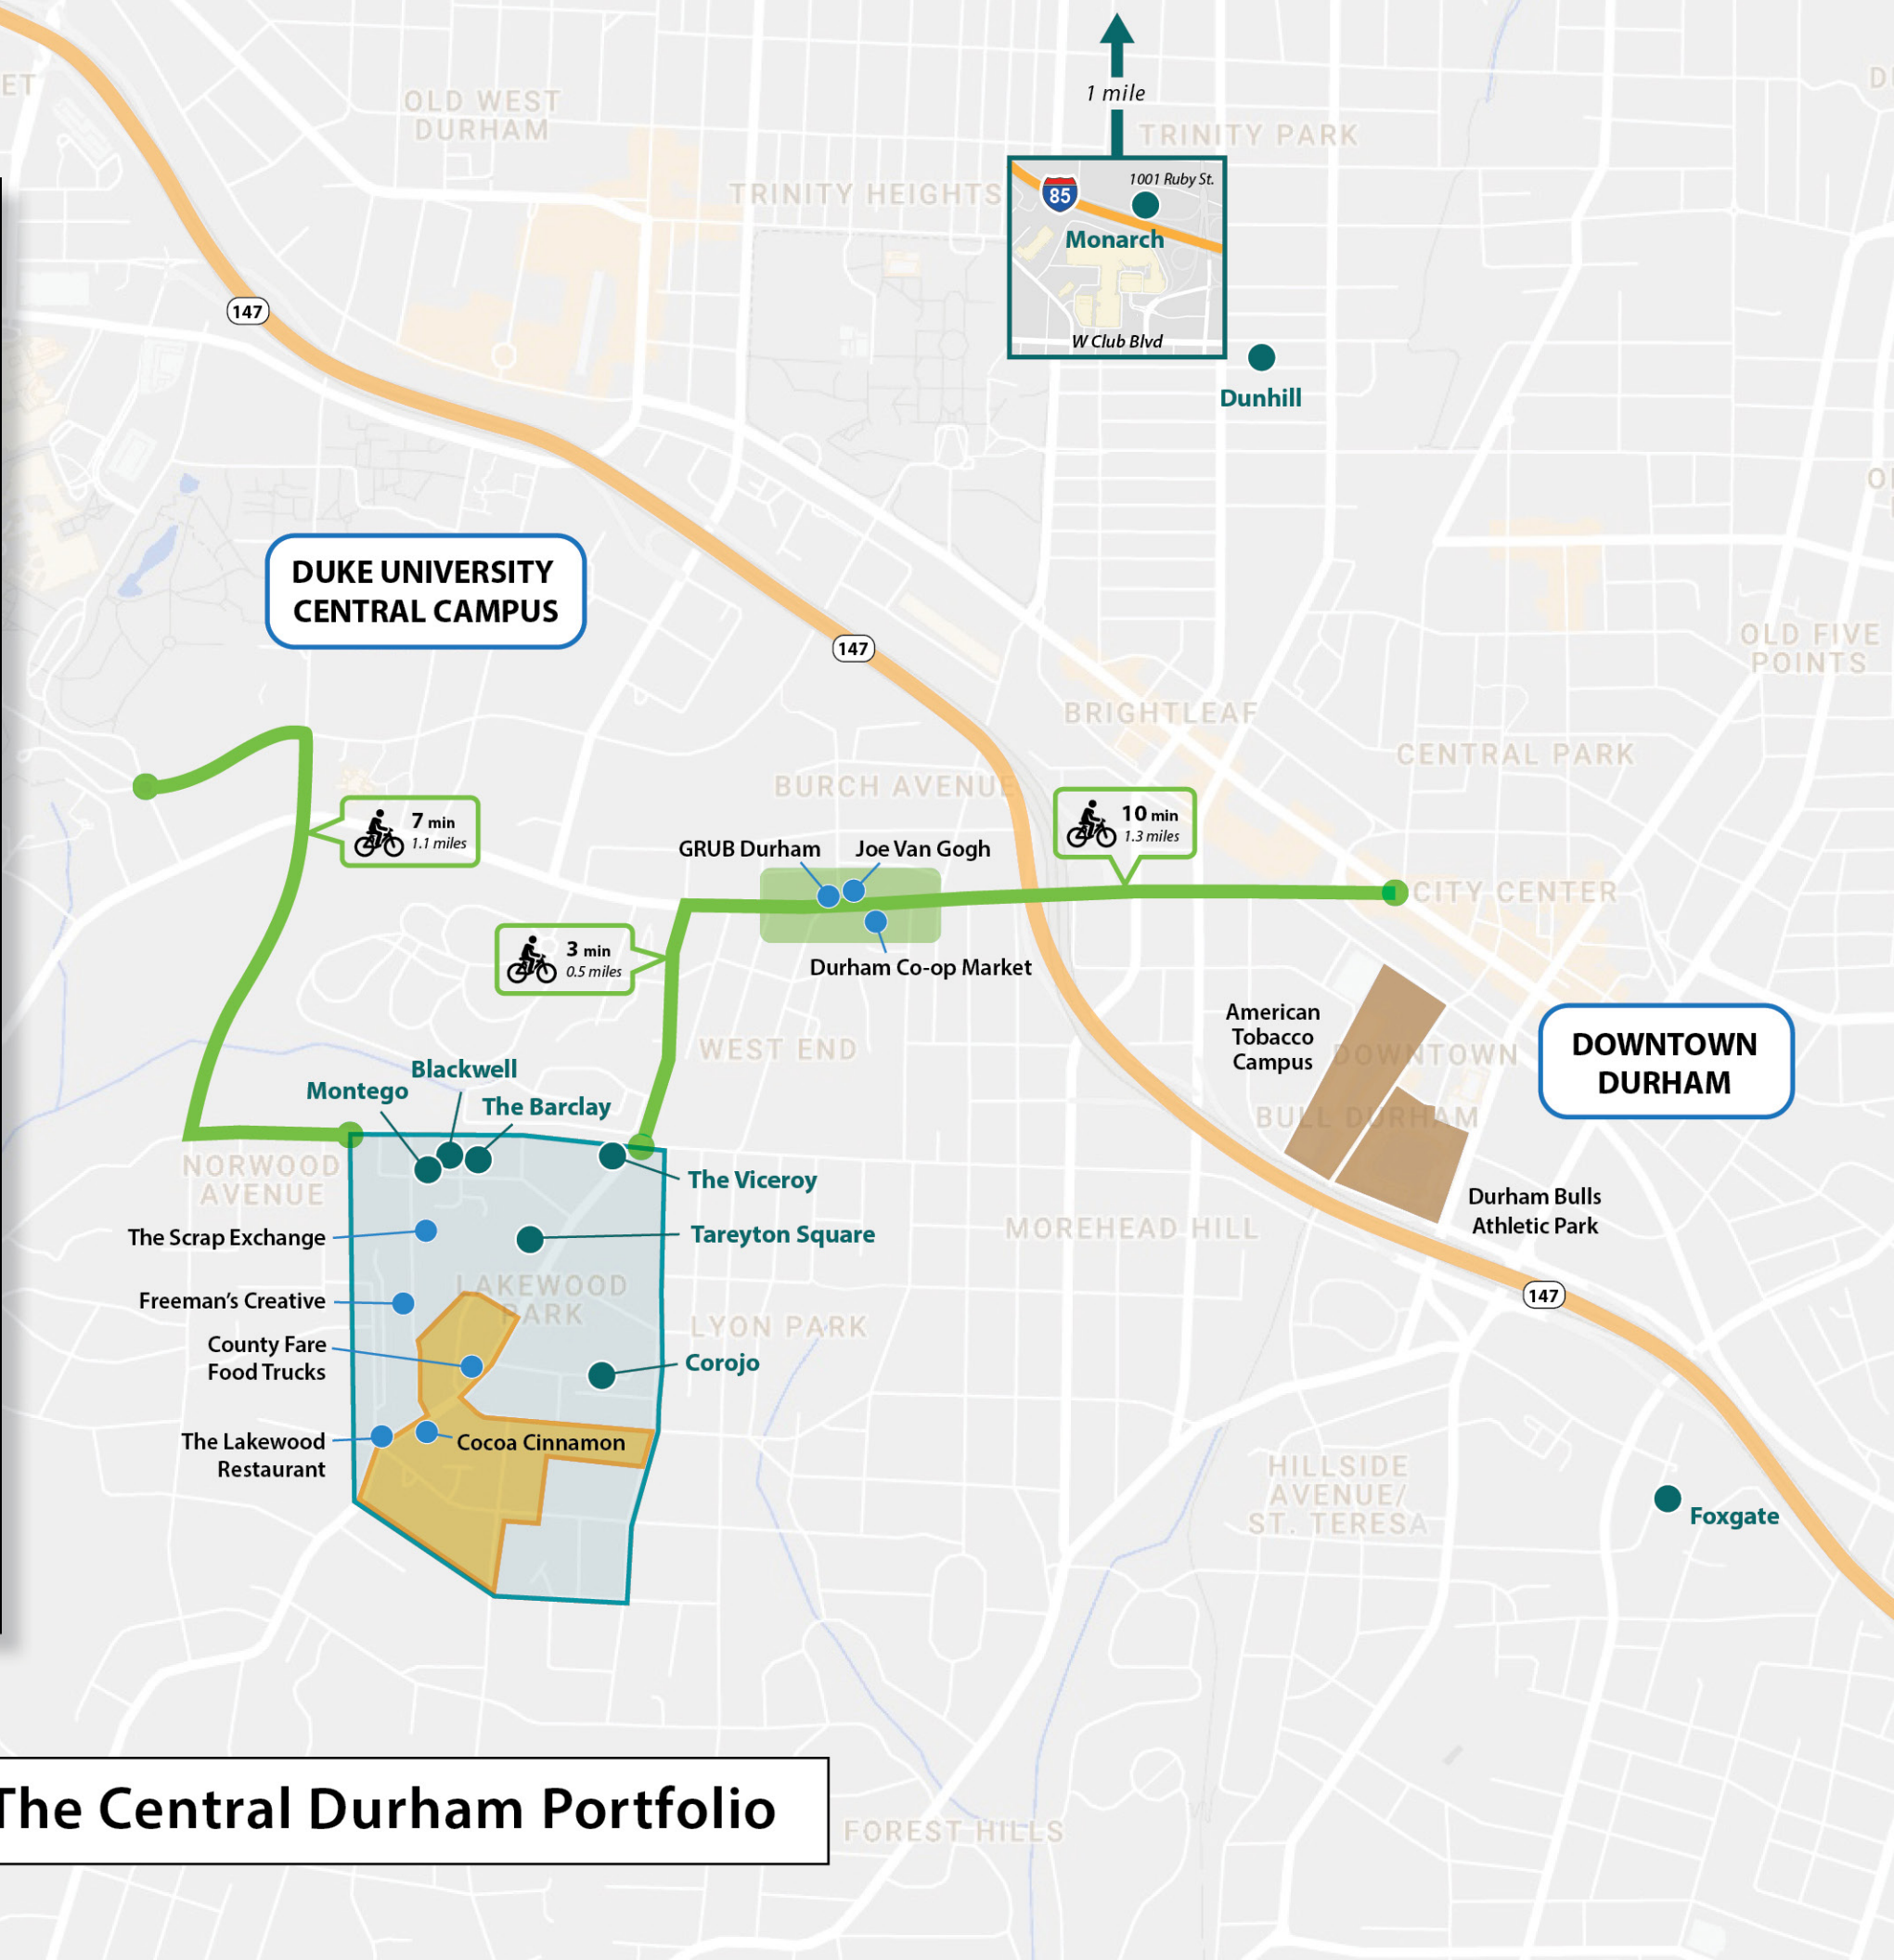 ET
OLD WEST
DURHAM
1 mile
TRINITY PARK
TRINITY HEIGHTS
85
1001 Ruby St.
Monarch
W Club Blvd
147
Dunhill
DUKE UNIVERSITY
CENTRAL CAMPUS
OLD FIVE
POINTS
147
BRIGHTLEAF
CENTRAL PARK
BURCH AVENUE
7 min
1.1 miles
10 min
1.3 miles
GRUB Durham
Joe Van Gogh
CITY CENTER
3 min
0.5 miles
Durham Co-op Market
American
Tobacco
Campus
DOWNTOWN
DOWNTOWN
DURHAM
WEST END
Blackwell
Montego
The Barclay
BULL DURHAM
NORWOOD
AVENUE
The Viceroy
Durham Bulls
Athletic Park
The Scrap Exchange
Tareyton Square
MOREHEAD HILL
LAKEWOOD
PARK
Freeman's Creative
147
LYON PARK
County Fare
Food Trucks
Corojo
The Lakewood
Restaurant
Cocoa Cinnamon
HILLSIDE
AVENUE/
ST. TERESA
Foxgate
The Central Durham Portfolio
FOREST HILLS